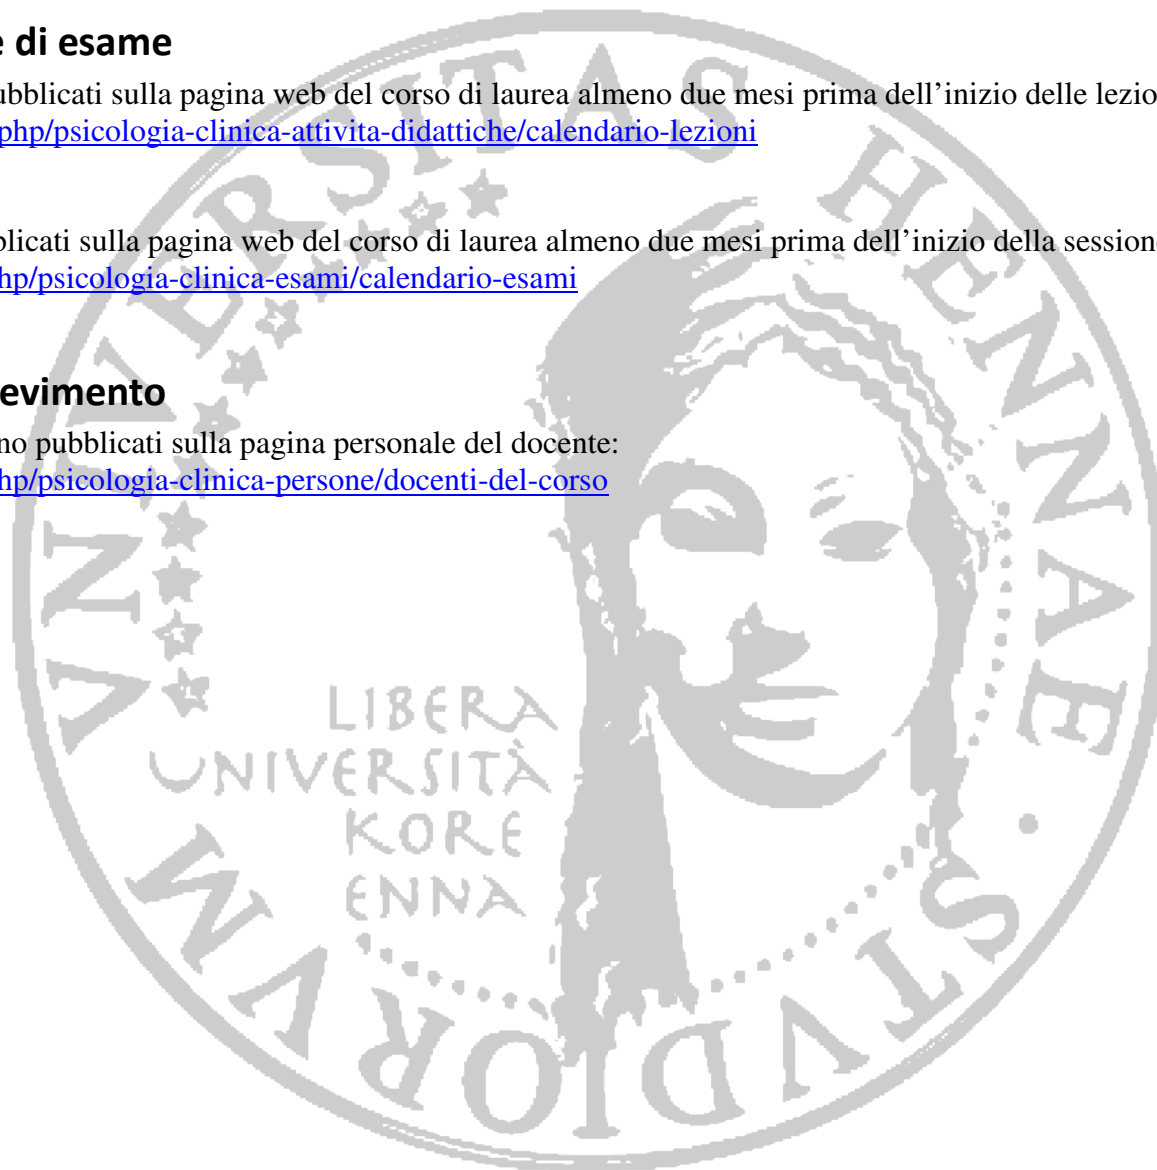 e di esame
ubblicati sulla pagina web del corso di laurea almeno due mesi prima dell’inizio delle lezio
php/psicologia-clinica-attivita-didattiche/calendario-lezioni
blicati sulla pagina web del corso di laurea almeno due mesi prima dell’inizio della sessione
hp/psicologia-clinica-esami/calendario-esami
evimento
no pubblicati sulla pagina personale del docente:
hp/psicologia-clinica-persone/docenti-del-corso
LIBERA
UNIVERSITÀ
KORE
ENNA
VNIVERSITAS HENNAE • STVDIORVM